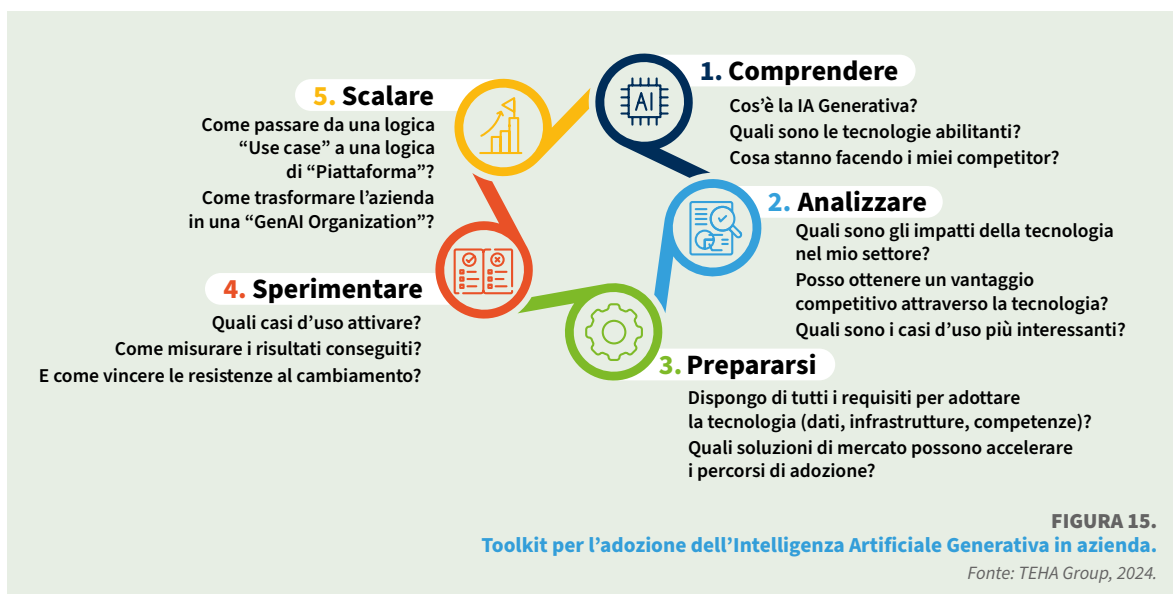 1. Comprendere
Cos’è la IA Generativa?
Quali sono le tecnologie abilitanti?
Cosa stanno facendo i miei competitor?
AI
2. Analizzare
Quali sono gli impatti della tecnologia
nel mio settore?
Posso ottenere un vantaggio
competitivo attraverso la tecnologia?
Quali sono i casi d’uso più interessanti?
3. Prepararsi
Dispongo di tutti i requisiti per adottare
la tecnologia (dati, infrastrutture, competenze)?
Quali soluzioni di mercato possono accelerare
i percorsi di adozione?
4. Sperimentare
Quali casi d’uso attivare?
Come misurare i risultati conseguiti?
E come vincere le resistenze al cambiamento?
5. Scalare
Come passare da una logica
“Use case” a una logica
di “Piattaforma”?
Come trasformare l’azienda
in una “GenAI Organization”?
FIGURA 15.
Toolkit per l’adozione dell’Intelligenza Artificiale Generativa in azienda.
Fonte: TEHA Group, 2024.